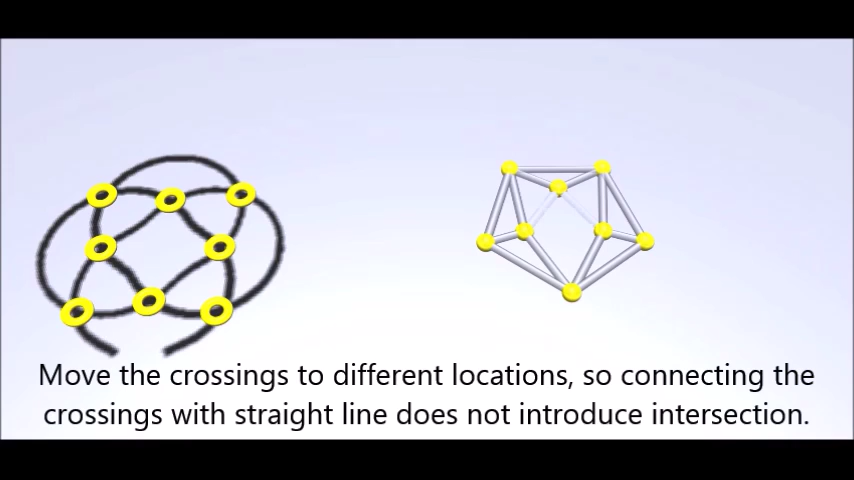 Move the crossings to different locations, so connecting the
crossings with straight line does not introduce intersection.